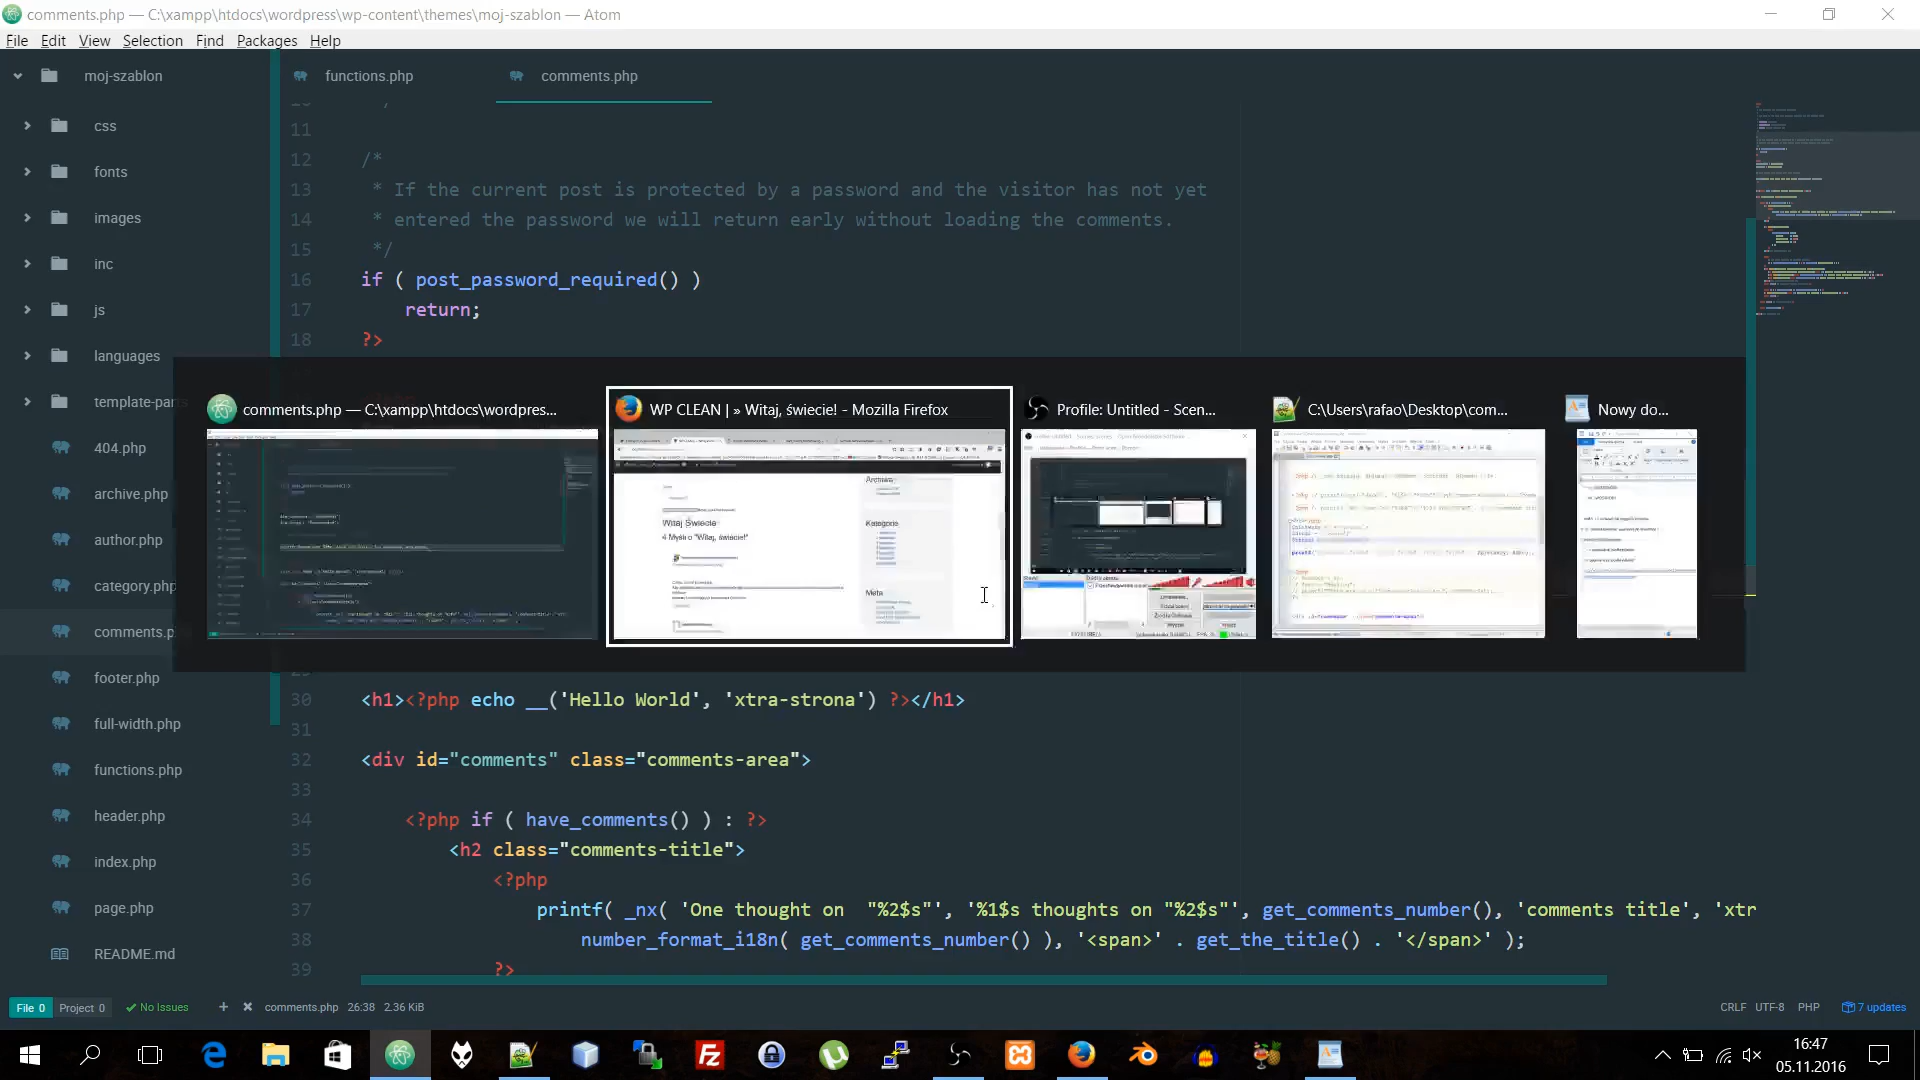 comments.php — C:\xampp\htdocs\wordpress\wp-content\themes\moj-szablon — Atom
File Edit View Selection Find Packages Help
moj-szablon
functions.php
comments.php
css
fonts
images
inc
js
languages
404.php
archive.php
author.php
category.php
comments.p
footer.php
full-width.php
functions.php
header.php
index.php
page.php
README.md
11
12 /*
13 * If the current post is protected by a password and the visitor has not yet
14 * entered the password we will return early without loading the comments.
15 */
16 if ( post_password_required() )
17 return;
18 ?>
comments.php — C:\xampp\htdocs\wordpres...
WP CLEAN | » Witaj, świecie! - Mozilla Firefox
Profile: Untitled - Scen...
C:\Users\rafao\Desktop\com...
Nowy do...
Witaj Świecie
4 Myśli o "Witaj, świecie!"
Archiwa
Kategorie
Meta
30 <h1><?php echo __('Hello World', 'xtra-strona') ?></h1>
31
32 <div id="comments" class="comments-area">
33
34 <?php if ( have_comments() ) : ?>
35 <h2 class="comments-title">
36 <?php
37 printf( _nx( 'One thought on  "%2$s"', '%1$s thoughts on "%2$s"', get_comments_number(), 'comments title', 'xtr
38 number_format_i18n( get_comments_number() ), '<span>' . get_the_title() . '</span>' );
39 ?>
File 0 Project 0 No Issues + comments.php 26:38 2.36 KiB
CRLF UTF-8 PHP 7 updates
16:47
05.11.2016